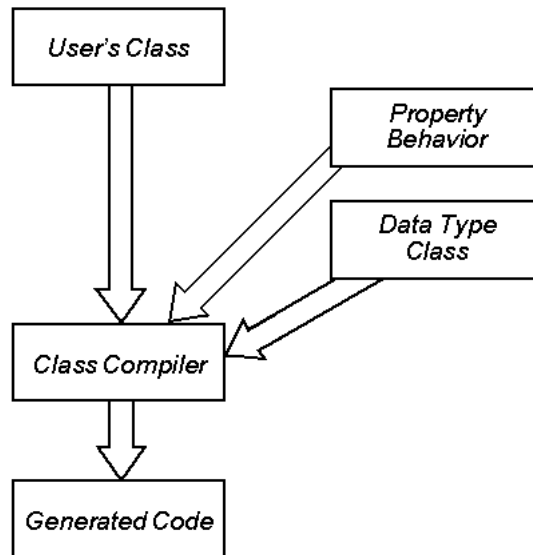 User's Class
Property
Behavior
Data Type
Class
Class Compiler
Generated Code